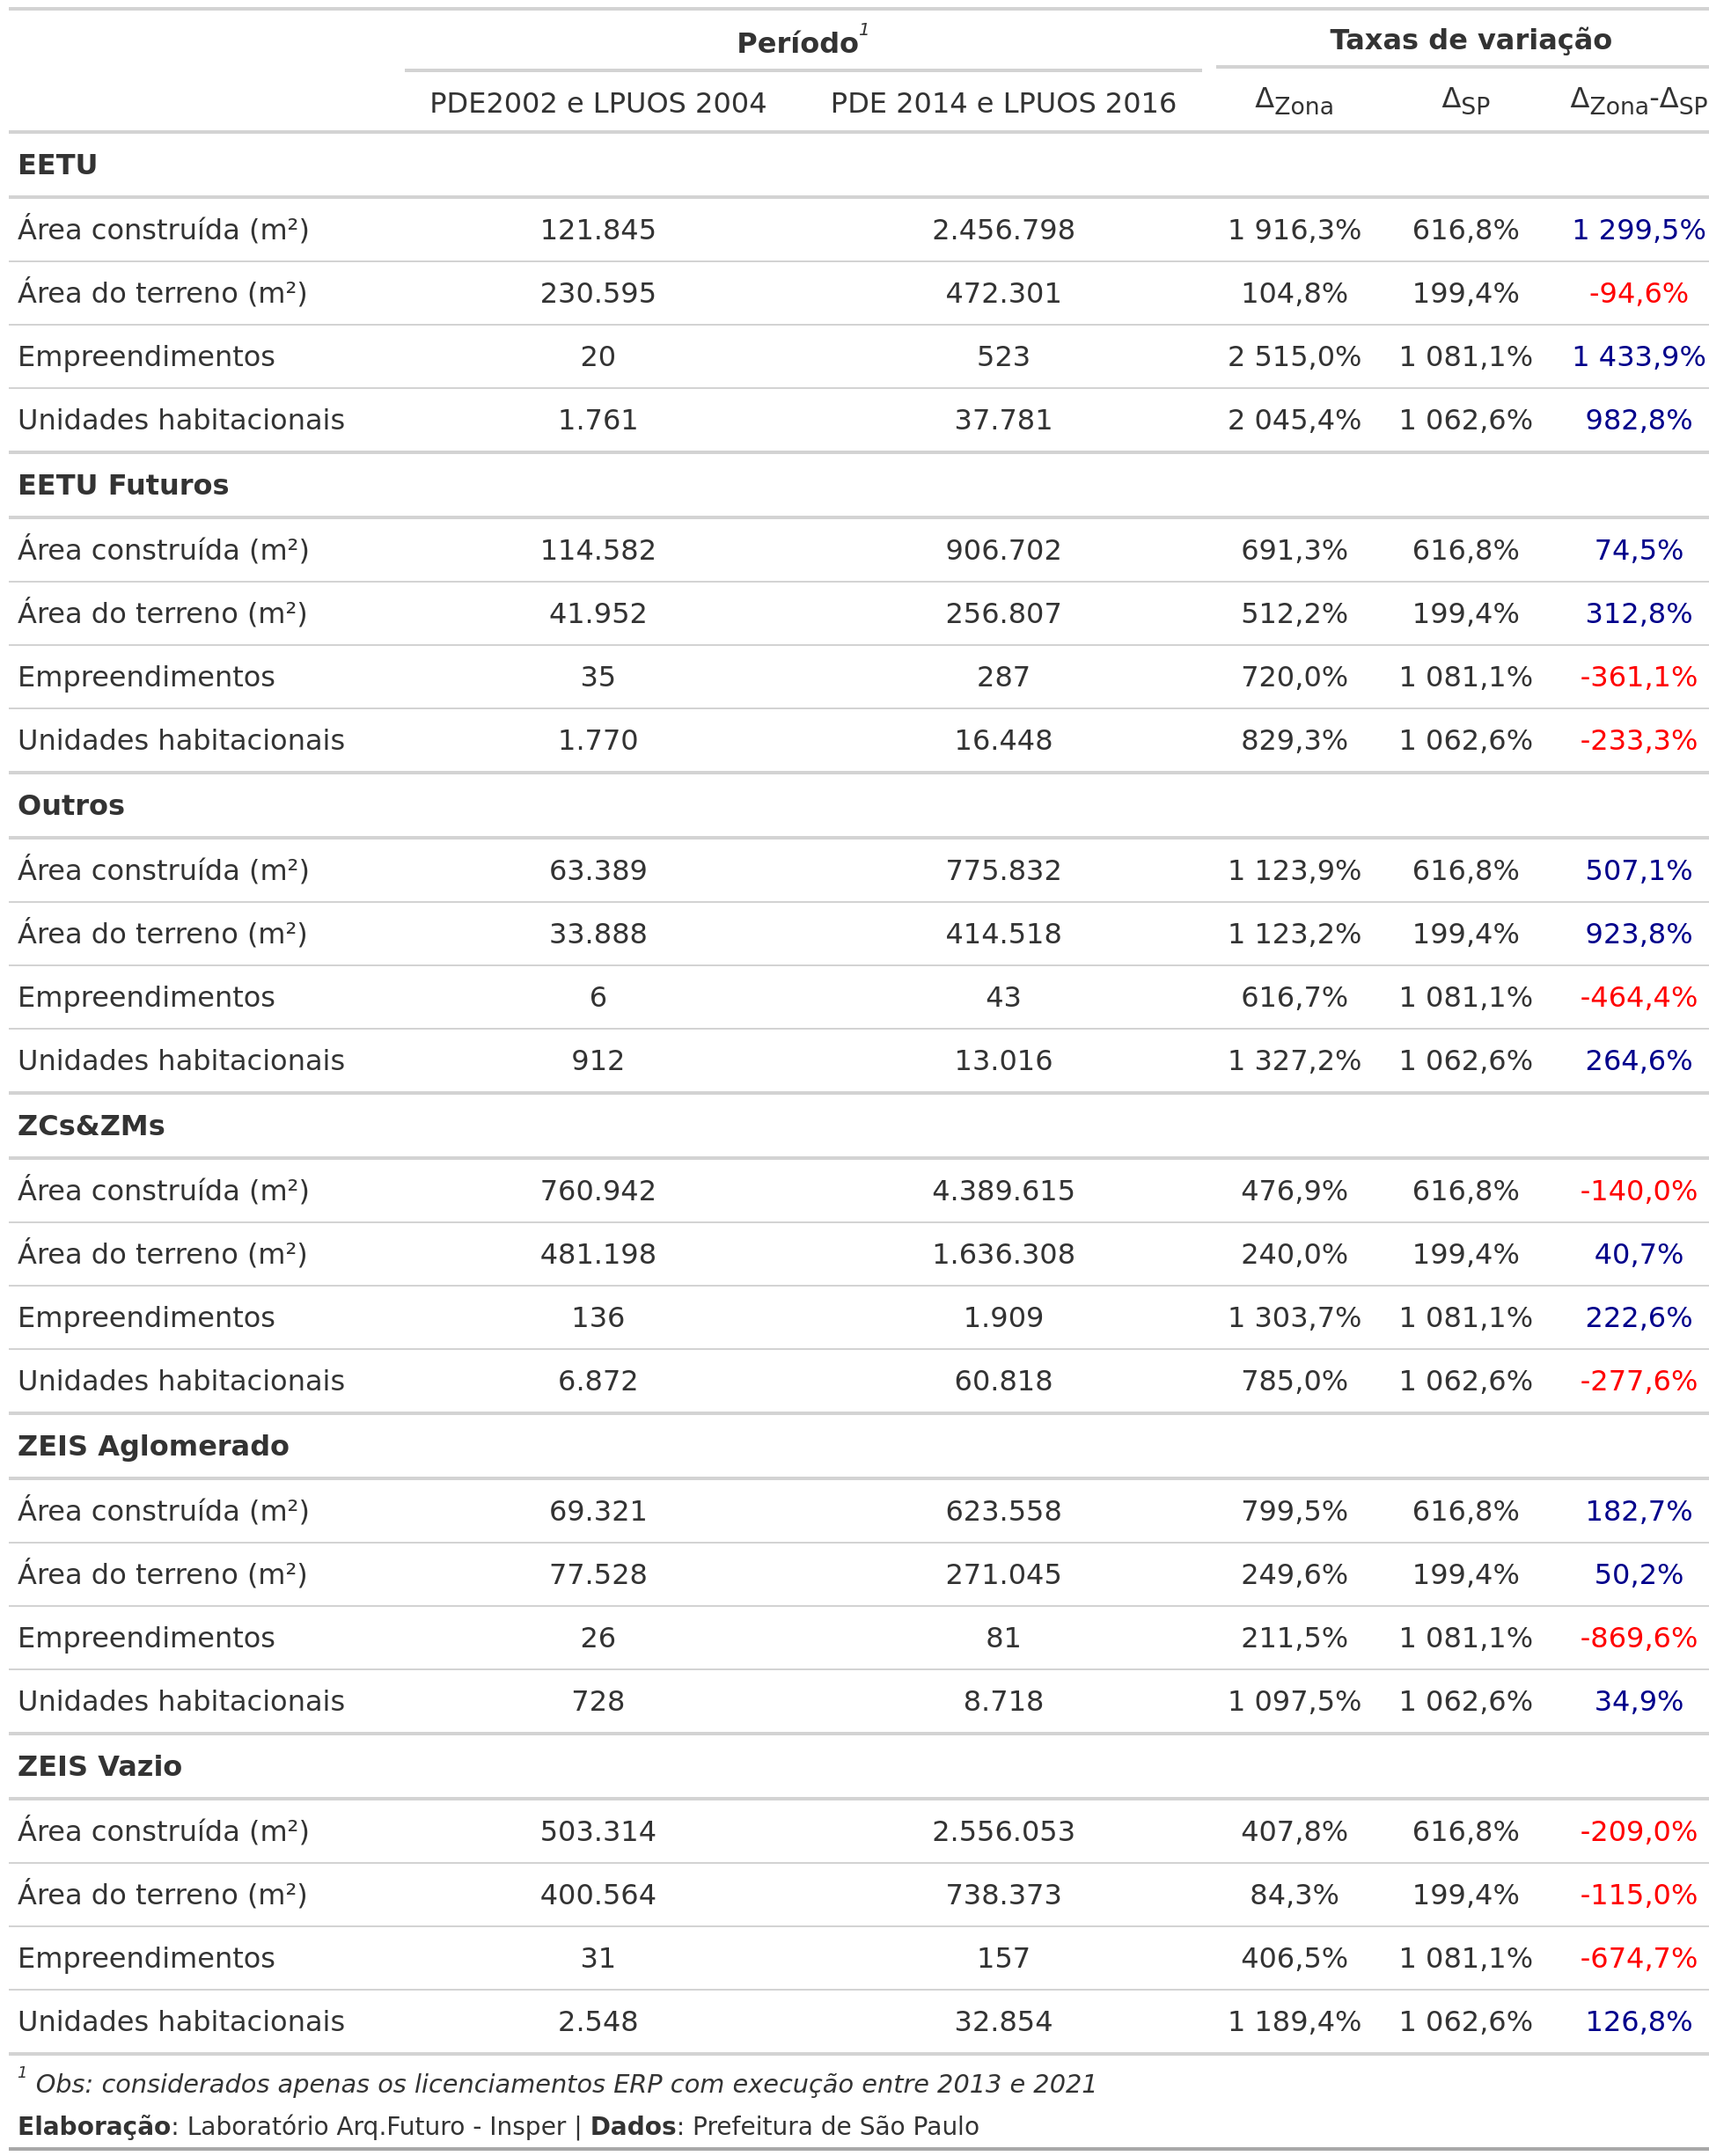 Período1 Taxas de variação
PDE2002 e LPUOS 2004 PDE 2014 e LPUOS 2016 ΔZona ΔSP ΔZona-ΔSP
EETU
Área construída (m²) 121.845 2.456.798 1 916,3% 616,8% 1 299,5%
Área do terreno (m²) 230.595 472.301 104,8% 199,4% -94,6%
Empreendimentos 20 523 2 515,0% 1 081,1% 1 433,9%
Unidades habitacionais 1.761 37.781 2 045,4% 1 062,6% 982,8%
EETU Futuros
Área construída (m²) 114.582 906.702 691,3% 616,8% 74,5%
Área do terreno (m²) 41.952 256.807 512,2% 199,4% 312,8%
Empreendimentos 35 287 720,0% 1 081,1% -361,1%
Unidades habitacionais 1.770 16.448 829,3% 1 062,6% -233,3%
Outros
Área construída (m²) 63.389 775.832 1 123,9% 616,8% 507,1%
Área do terreno (m²) 33.888 414.518 1 123,2% 199,4% 923,8%
Empreendimentos 6 43 616,7% 1 081,1% -464,4%
Unidades habitacionais 912 13.016 1 327,2% 1 062,6% 264,6%
ZCs&ZMs
Área construída (m²) 760.942 4.389.615 476,9% 616,8% -140,0%
Área do terreno (m²) 481.198 1.636.308 240,0% 199,4% 40,7%
Empreendimentos 136 1.909 1 303,7% 1 081,1% 222,6%
Unidades habitacionais 6.872 60.818 785,0% 1 062,6% -277,6%
ZEIS Aglomerado
Área construída (m²) 69.321 623.558 799,5% 616,8% 182,7%
Área do terreno (m²) 77.528 271.045 249,6% 199,4% 50,2%
Empreendimentos 26 81 211,5% 1 081,1% -869,6%
Unidades habitacionais 728 8.718 1 097,5% 1 062,6% 34,9%
ZEIS Vazio
Área construída (m²) 503.314 2.556.053 407,8% 616,8% -209,0%
Área do terreno (m²) 400.564 738.373 84,3% 199,4% -115,0%
Empreendimentos 31 157 406,5% 1 081,1% -674,7%
Unidades habitacionais 2.548 32.854 1 189,4% 1 062,6% 126,8%
1 Obs: considerados apenas os licenciamentos ERP com execução entre 2013 e 2021
Elaboração: Laboratório Arq.Futuro - Insper | Dados: Prefeitura de São Paulo